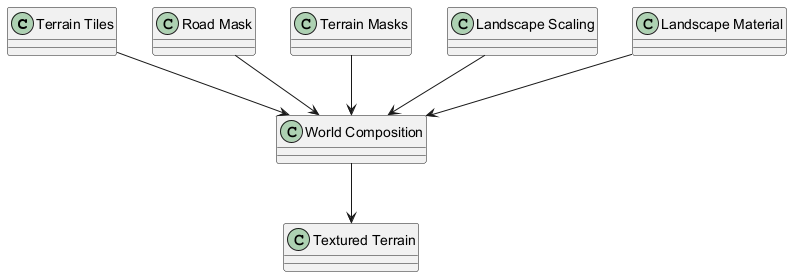 C Terrain Tiles
C Road Mask
C Terrain Masks
C Landscape Scaling
C Landscape Material
C World Composition
C Textured Terrain